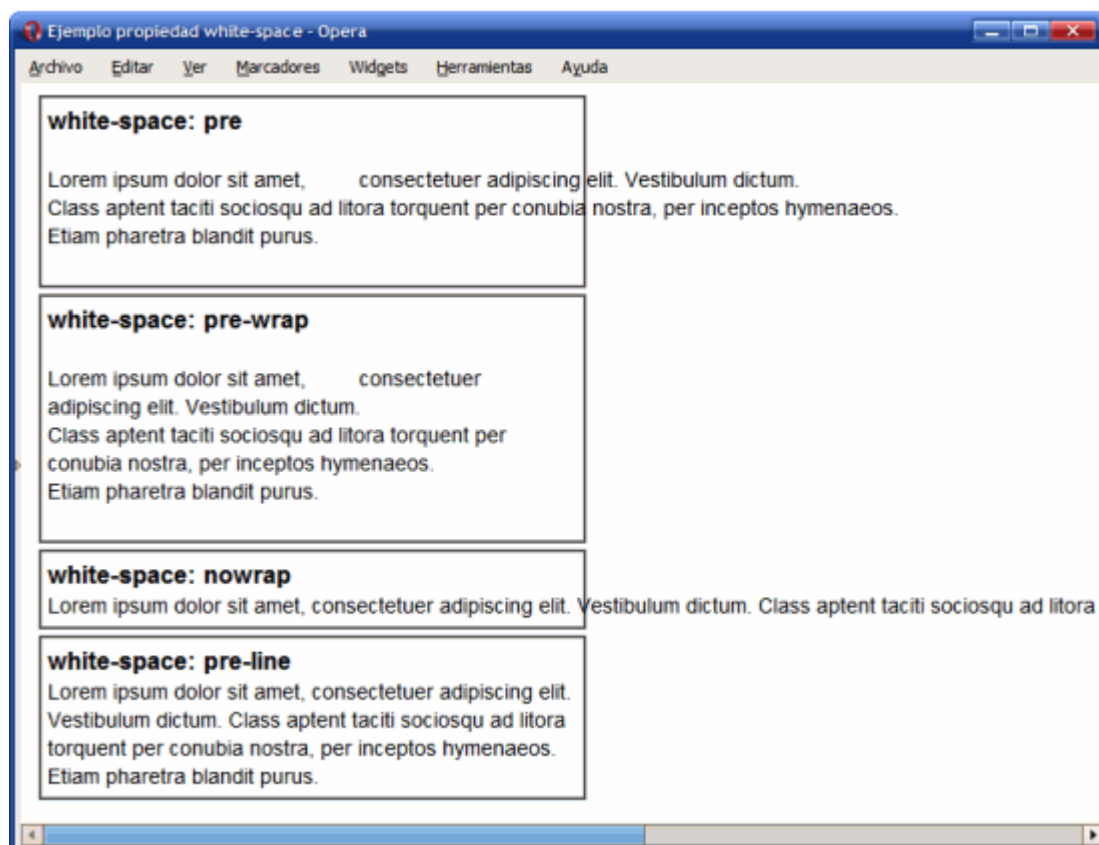 Ejemplo propiedad white-space - Opera
Archivo Editar Ver Marcadores Widgets Herramientas Ayuda
white-space: pre
Lorem ipsum dolor sit amet, consectetuer adipiscing elit. Vestibulum dictum.
Class aptent taciti sociosqu ad litora torquent per conubia nostra, per inceptos hymenaeos.
Etiam pharetra blandit purus.
white-space: pre-wrap
Lorem ipsum dolor sit amet, consectetuer
adipiscing elit. Vestibulum dictum.
Class aptent taciti sociosqu ad litora torquent per
conubia nostra, per inceptos hymenaeos.
Etiam pharetra blandit purus.
white-space: nowrap
Lorem ipsum dolor sit amet, consectetuer adipiscing elit. Vestibulum dictum. Class aptent taciti sociosqu ad litora
white-space: pre-line
Lorem ipsum dolor sit amet, consectetuer adipiscing elit.
Vestibulum dictum. Class aptent taciti sociosqu ad litora
torquent per conubia nostra, per inceptos hymenaeos.
Etiam pharetra blandit purus.